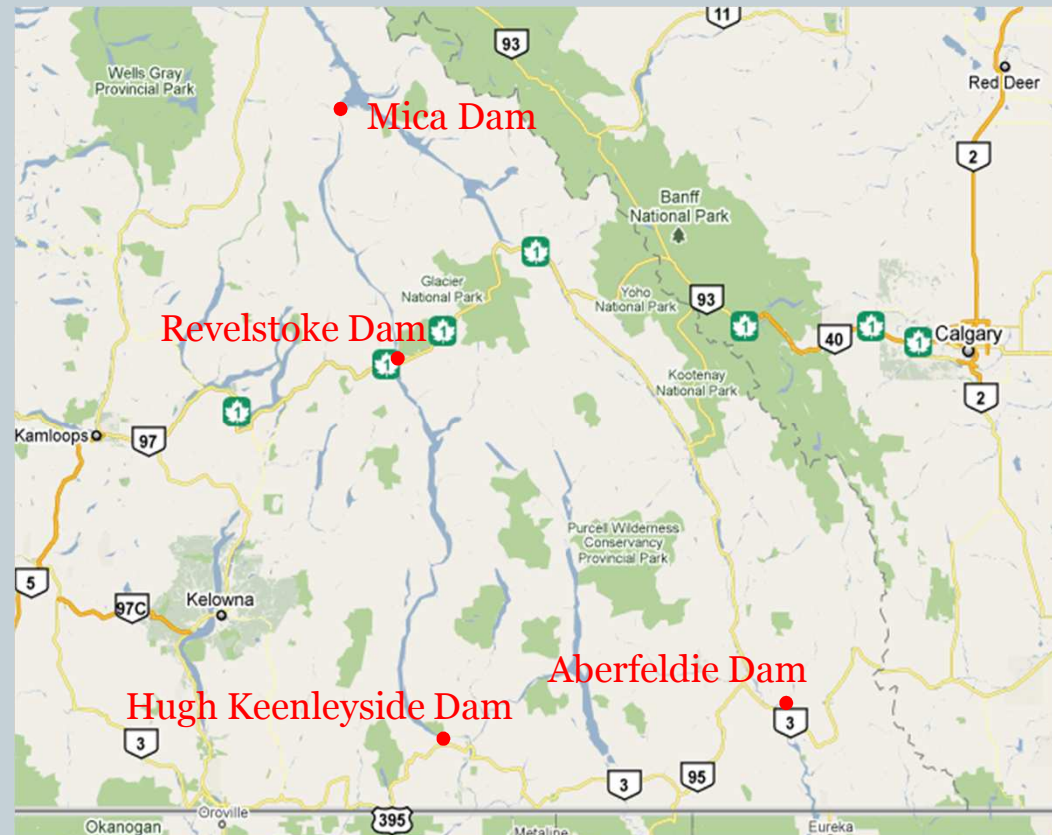 11
93
Wells Gray
Provincial Park
Red Deer
Mica Dam
2
Banff
National Park
1
Glacier
National Park
Yoho
National Park
93
Revelstoke Dam
1
1
40
1
1
Calgary
1
Kootenay
National Park
2
1
Kamloops
97
Purcell Wilderness
Conservancy
Provincial Park
5
97C
Kelowna
Aberfeldie Dam
Hugh Keenleyside Dam
3
3
95
3
Oroville
395
Okanogan
Metaline
Eureka